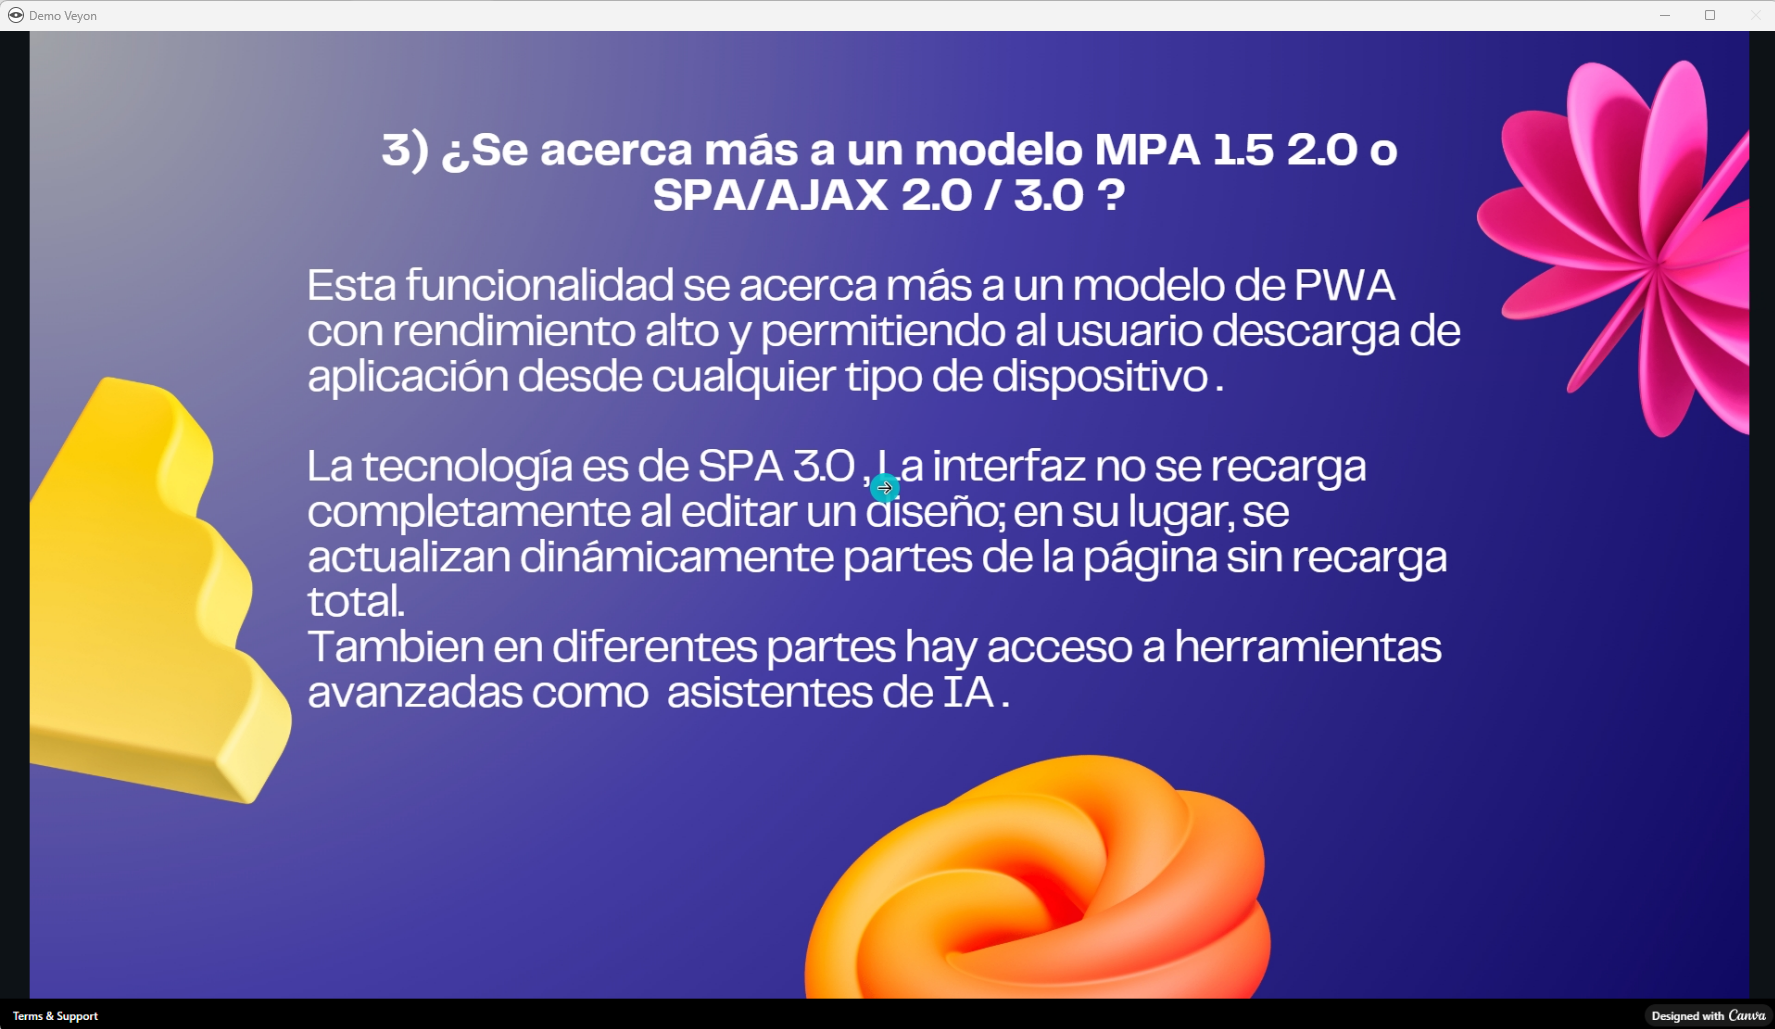 Demo Veyon
3) ¿Se acerca más a un modelo MPA 1.5 2.0 o
SPA/AJAX 2.0 / 3.0 ?
Esta funcionalidad se acerca más a un modelo de PWA
con rendimiento alto y permitiendo al usuario descarga de
aplicación desde cualquier tipo de dispositivo .
La tecnología es de SPA 3.0 , La interfaz no se recarga
completamente al editar un diseño; en su lugar, se
actualizan dinámicamente partes de la página sin recarga
total.
Tambien en diferentes partes hay acceso a herramientas
avanzadas como  asistentes de IA .
Terms & Support
Designed with Canva